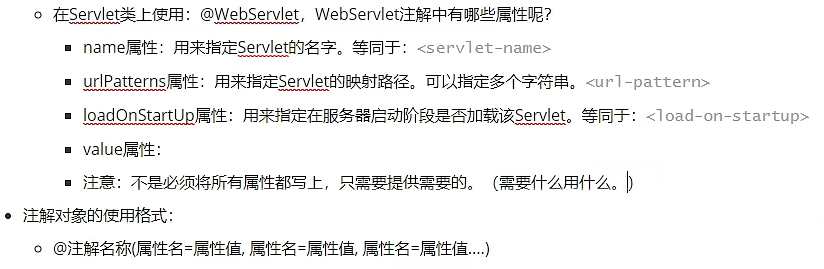 在Servlet类上使用：@WebServlet，WebServlet注解中有哪些属性呢？
name属性：用来指定Servlet的名字。等同于：<servlet-name>
urlPatterns属性：用来指定Servlet的映射路径。可以指定多个字符串。<url-pattern>
loadOnStartUp属性：用来指定在服务器启动阶段是否加载该Servlet。等同于：<load-on-startup>
value属性：
注意：不是必须将所有属性都写上，只需要提供需要的。（需要什么用什么。）
注解对象的使用格式：
@注解名称(属性名=属性值, 属性名=属性值, 属性名=属性值....)